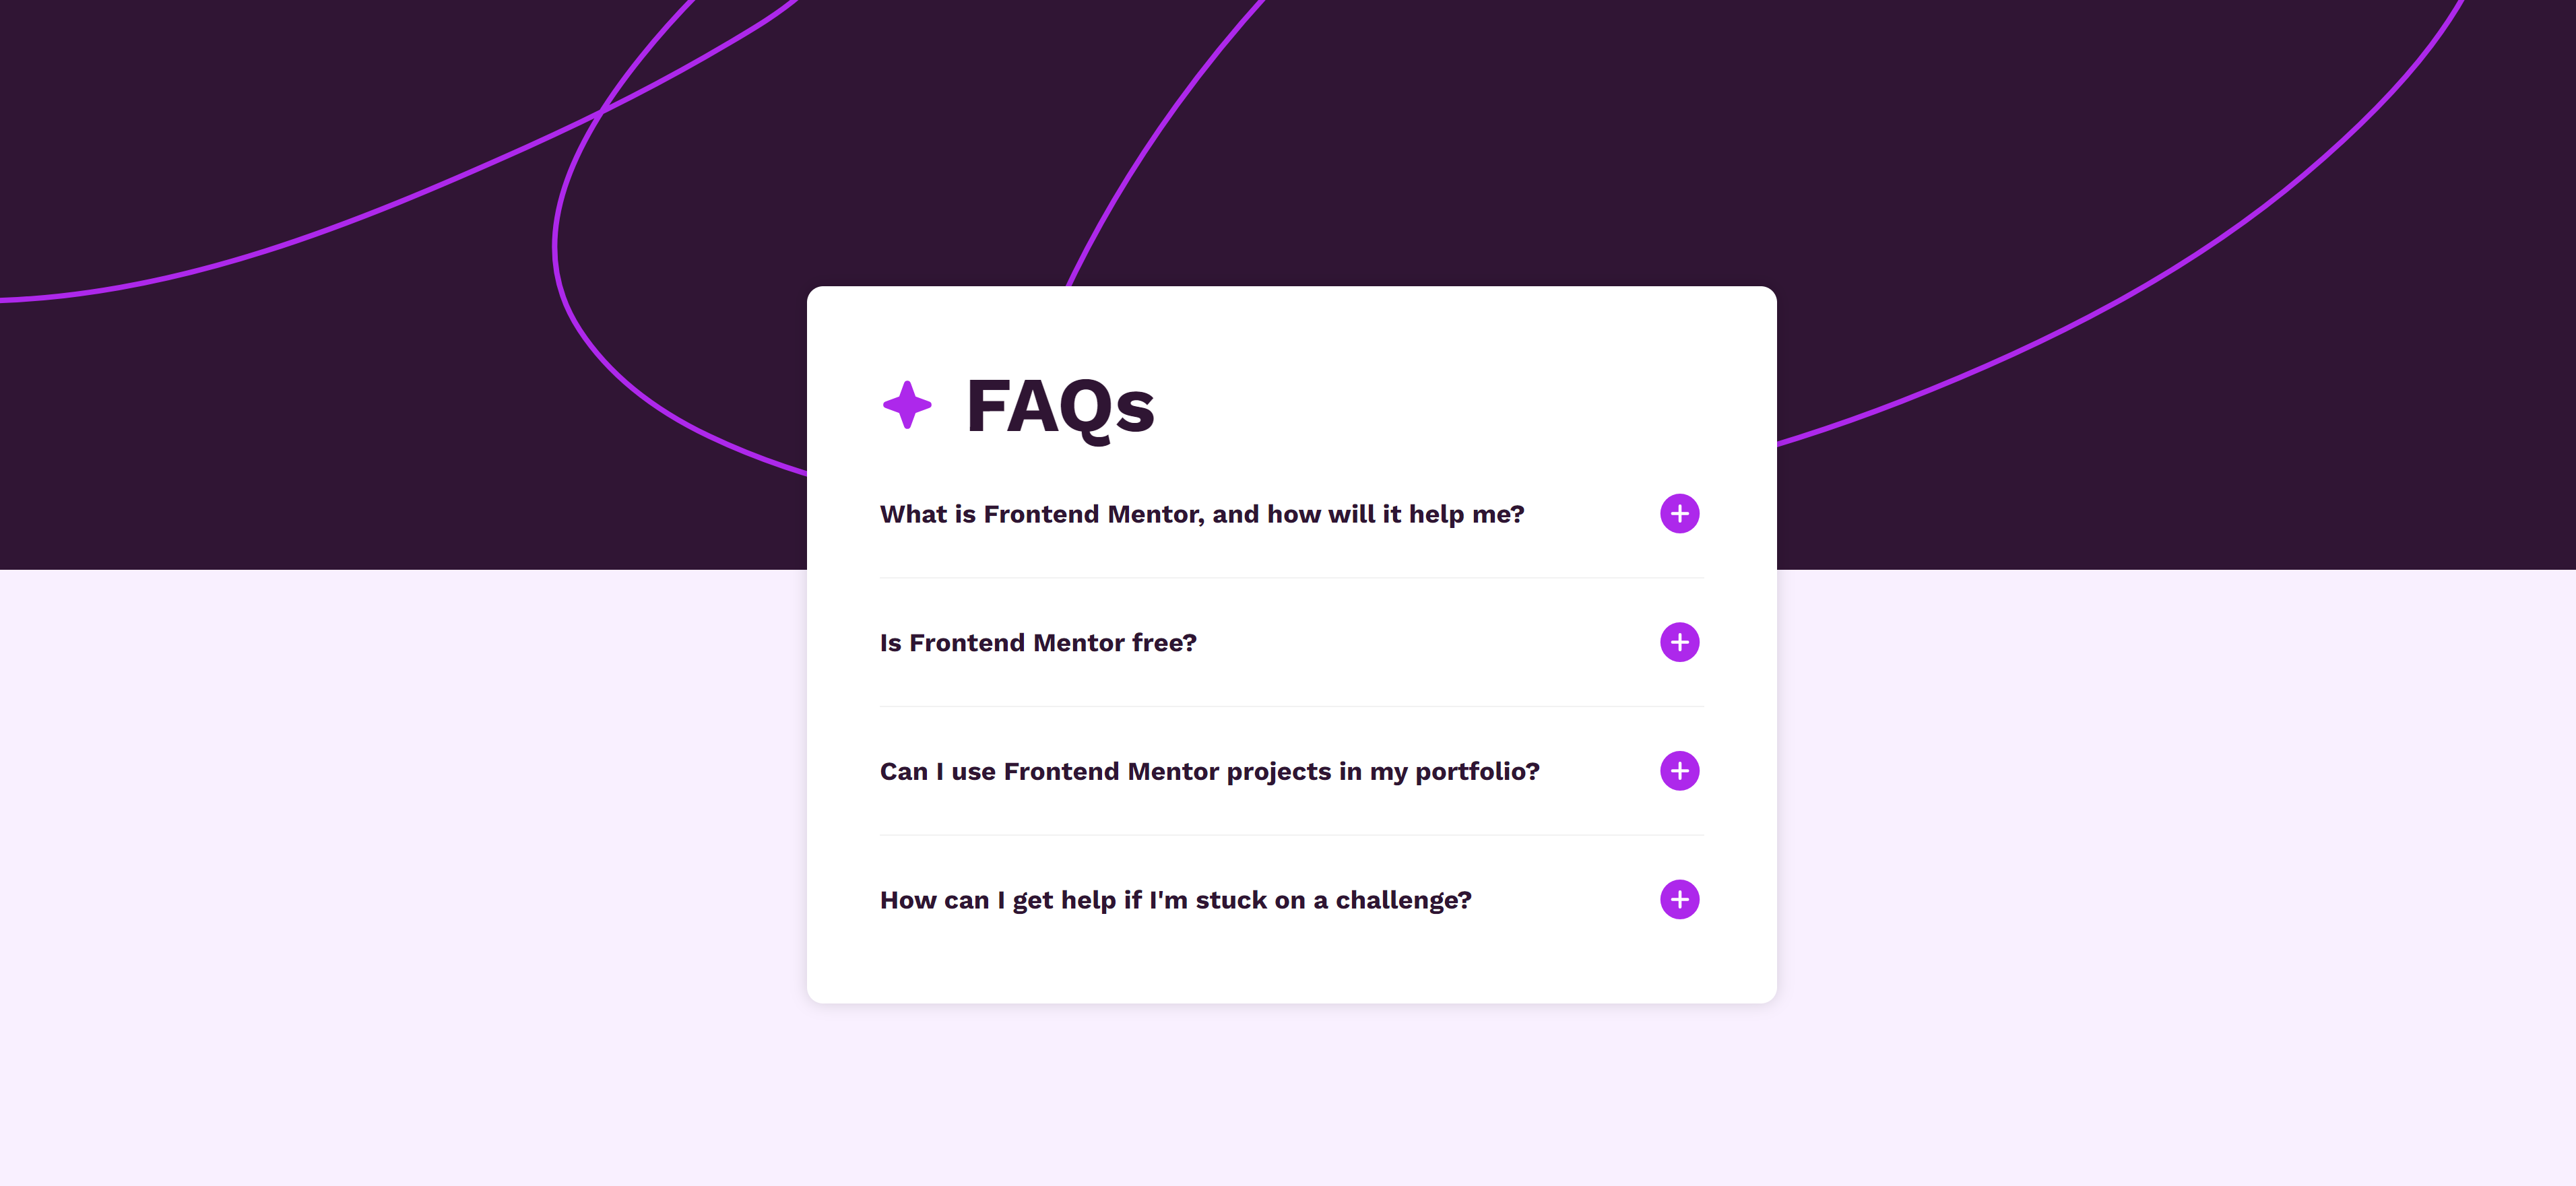 FAQs
What is Frontend Mentor, and how will it help me?
Is Frontend Mentor free?
Can I use Frontend Mentor projects in my portfolio?
How can I get help if I'm stuck on a challenge?